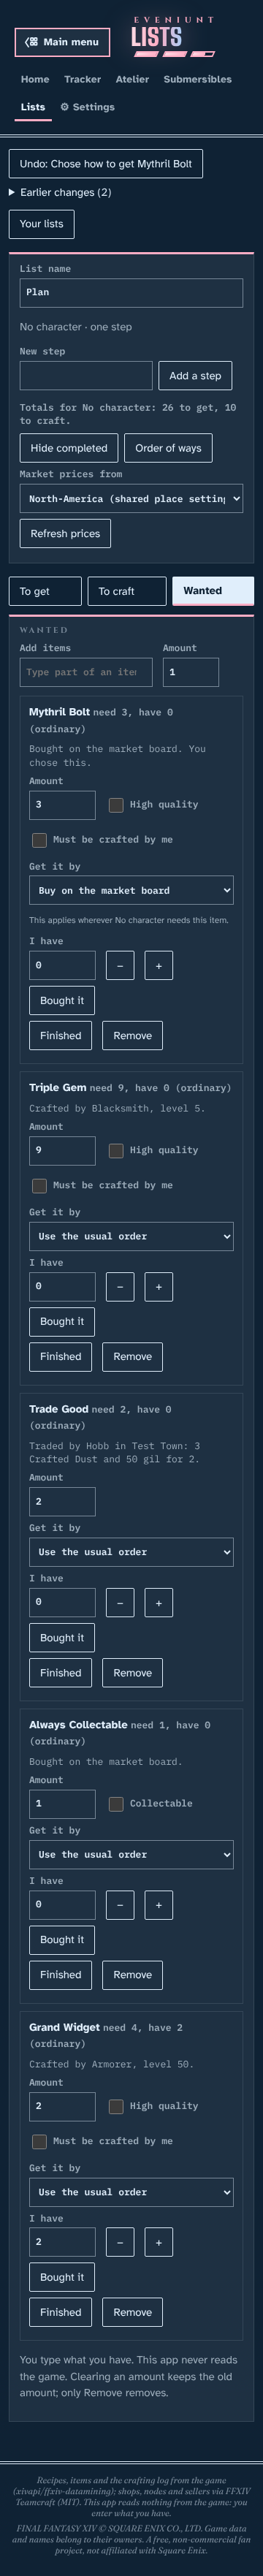 Main menu
EVENIUNT
LISTS
Home Tracker Atelier Submersibles
Lists ⚙ Settings
Undo: Chose how to get Mythril Bolt
▶ Earlier changes (2)
Your lists
List name
Plan
No character · one step
New step
Add a step
Totals for No character: 26 to get, 10
to craft.
Hide completed Order of ways
Market prices from
North-America (shared place setting
Refresh prices
To get To craft Wanted
WANTED
Add items Amount
Type part of an iter 1
Mythril Bolt need 3, have 0
(ordinary)
Bought on the market board. You
chose this.
Amount
3 High quality
Must be crafted by me
Get it by
Buy on the market board
This applies wherever No character needs this item.
I have
0 − +
Bought it
Finished Remove
Triple Gem need 9, have 0 (ordinary)
Crafted by Blacksmith, level 5.
Amount
9 High quality
Must be crafted by me
Get it by
Use the usual order
I have
0 − +
Bought it
Finished Remove
Trade Good need 2, have 0
(ordinary)
Traded by Hobb in Test Town: 3
Crafted Dust and 50 gil for 2.
Amount
2
Get it by
Use the usual order
I have
0 − +
Bought it
Finished Remove
Always Collectable need 1, have 0
(ordinary)
Bought on the market board.
Amount
1 Collectable
Get it by
Use the usual order
I have
0 − +
Bought it
Finished Remove
Grand Widget need 4, have 2
(ordinary)
Crafted by Armorer, level 50.
Amount
2 High quality
Must be crafted by me
Get it by
Use the usual order
I have
2 − +
Bought it
Finished Remove
You type what you have. This app never reads
the game. Clearing an amount keeps the old
amount; only Remove removes.
Recipes, items and the crafting log from the game
(xivapi/ffxiv-datamining); shops, nodes and sellers via FFXIV
Teamcraft (MIT). This app reads nothing from the game: you
enter what you have.
FINAL FANTASY XIV © SQUARE ENIX CO., LTD. Game data
and names belong to their owners. A free, non-commercial fan
project, not affiliated with Square Enix.